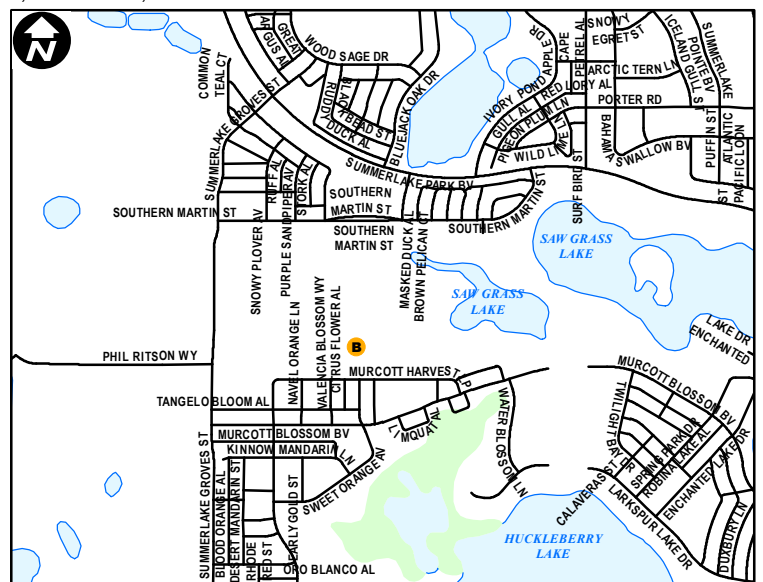 N
COMMON
TEAL CT
ARGUS AL
GREAT
WOOD SAGE DR
BLACKBEAD ST
RUDDY
DUCK AL
BLUEJACK OAK DR
SUMMERLAKE GROVES ST
SUMMERLAKE PARK BV
IVORY POND
APPLE DR
CAPE
PETREL AL
SNOWY
EGRET ST
ARCTIC TERN LN
ICELAND GULL ST
SUMMERLAKE
POINTE BV
GULL AL
RED LORY AL
PIGEON PLUM LN
WILD LIME LN
PORTER RD
BAHAMA
SWALLOW BV
PUFFIN ST
ATLANTIC
ST
PACIFIC LOON
SURF BIRD ST
RUFF AL
PURPLE SANDPIPER AV
STORK AL
SNOWY PLOVER AV
SOUTHERN MARTIN ST
SOUTHERN
MARTIN ST
SOUTHERN
MARTIN ST
SOUTHERN MARTIN ST
MASKED DUCK AL
BROWN PELICAN CT
SAW GRASS
LAKE
SAW GRASS
LAKE
LAKE DR
ENCHANTED
PHIL RITSON WY
NAVEL ORANGE LN
VALENCIA BLOSSOM WY
CITRUS FLOWER AL
B
MURCOTT HARVEST LP
TANGELO BLOOM AL
LIMQUAT AL
WATER BLOSSOM LN
MURCOTT BLOSSOM BV
MURCOTT BLOSSOM BV
KINNOW MANDARIN LN
SWEET ORANGE AV
SUMMERLAKE GROVES ST
BLOOD ORANGE AL
DESERT MANDARIN ST
RHODE
RED ST
CLEARLY GOLD ST
ORO BLANCO AL
TWILIGHT
BAY DR
SPRING PARK DR
ROBINA LAKE AL
ENCHANTED LAKE DR
CALAVERAS ST
LARKSPUR LAKE DR
DUXBURY LN
HUCKLEBERRY
LAKE